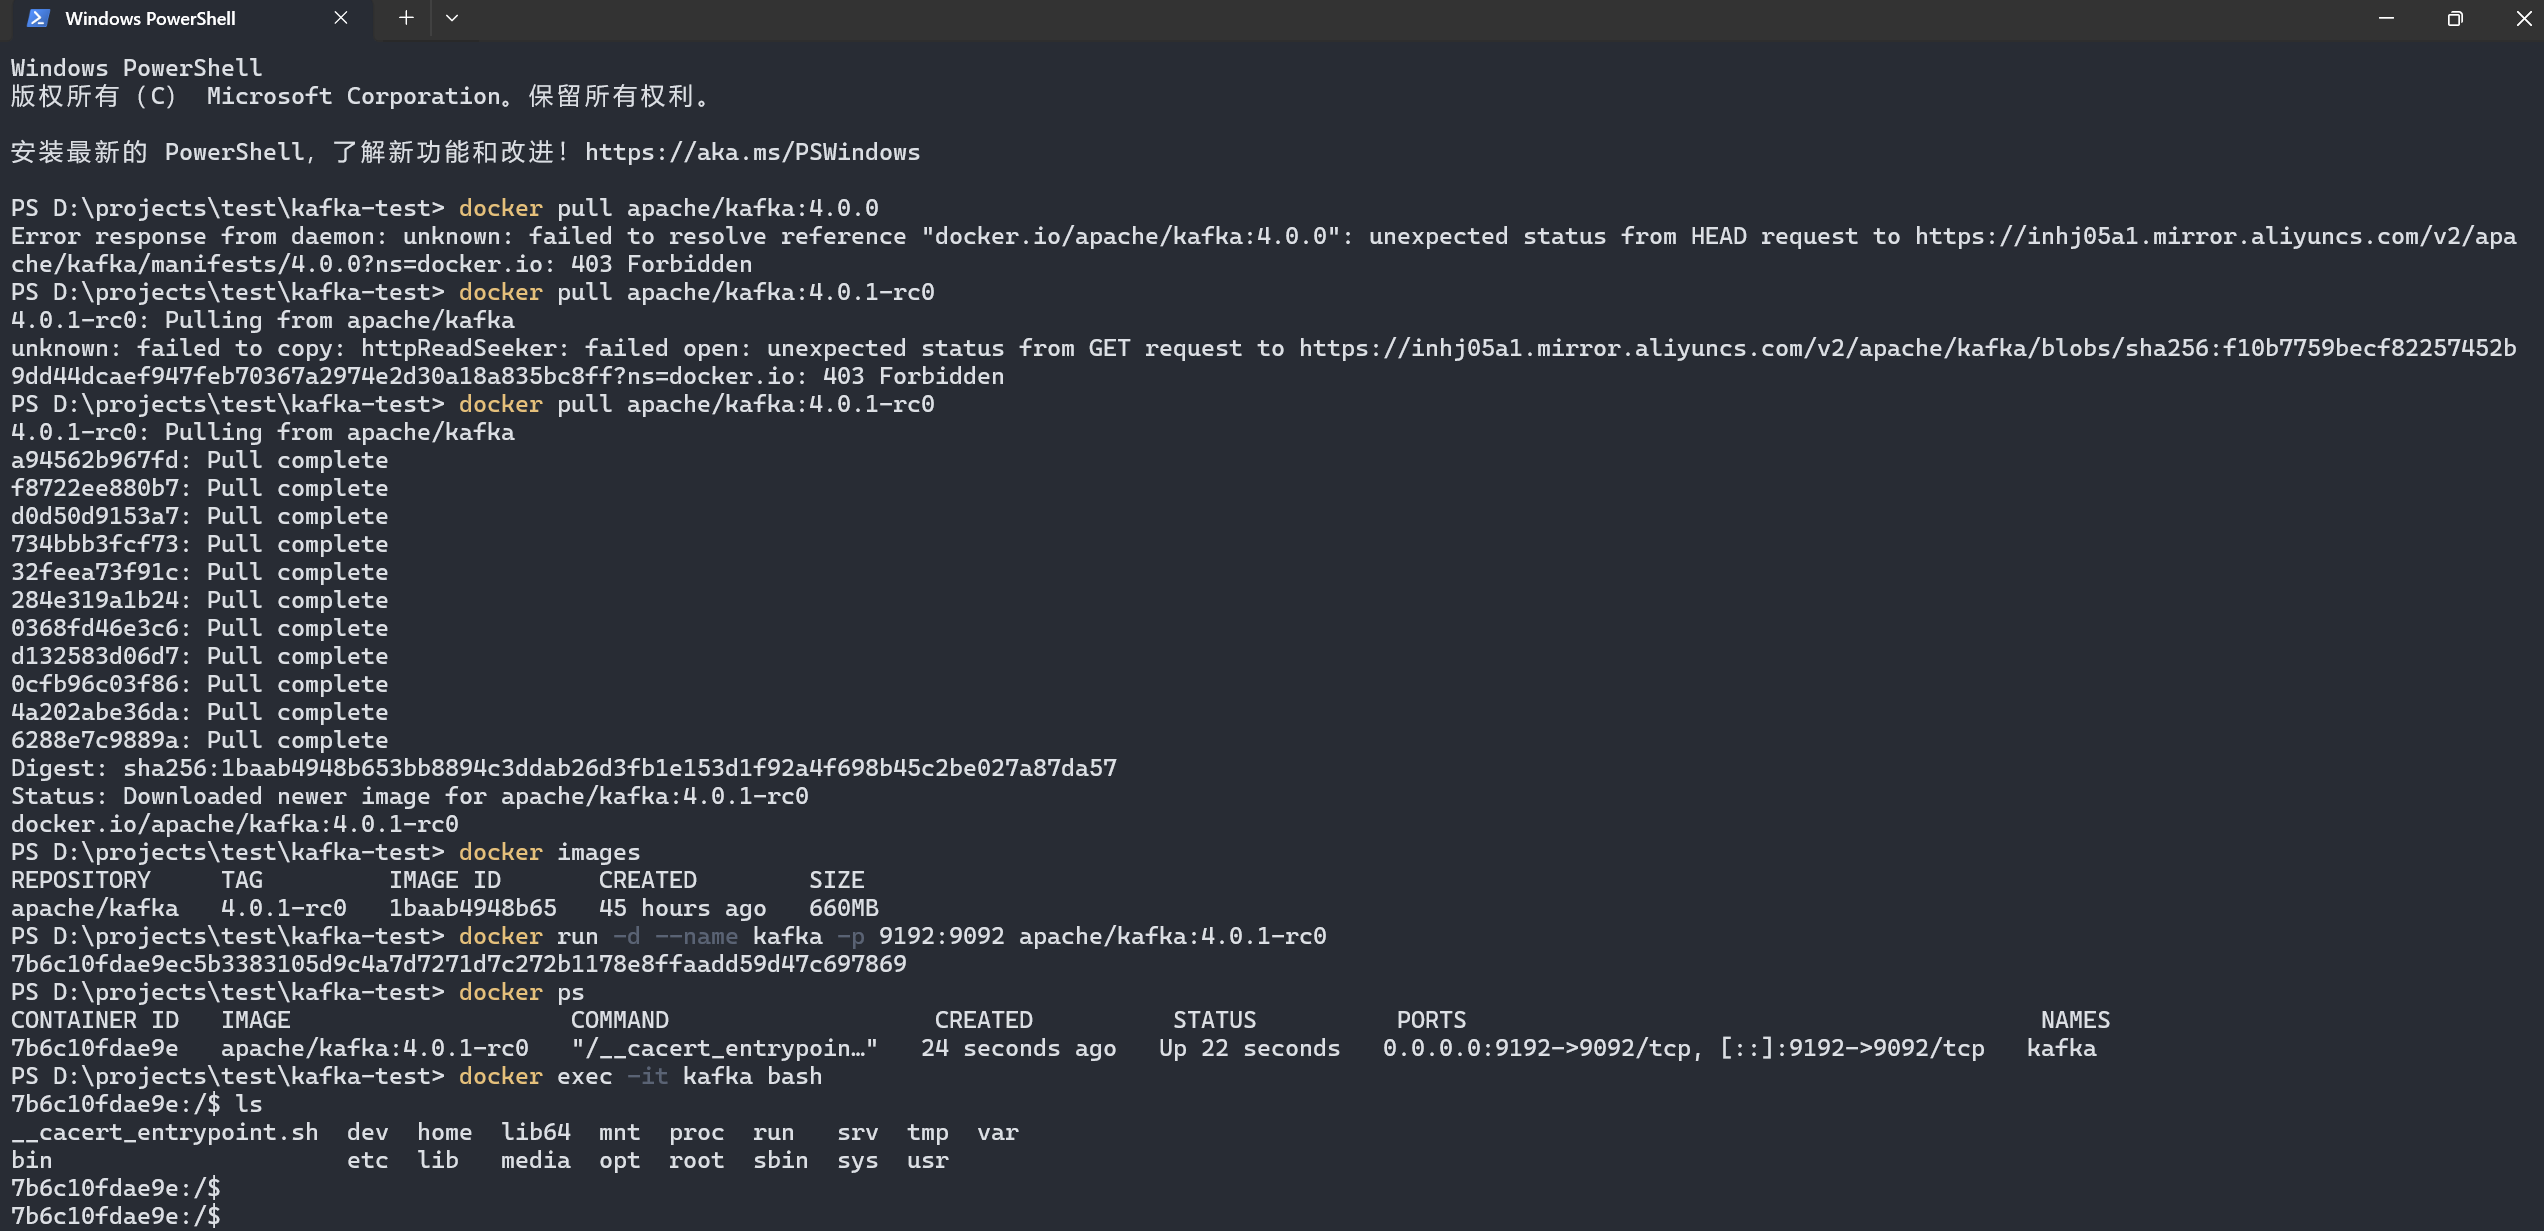 Windows PowerShell
Windows PowerShell
版权所有（C） Microsoft Corporation。保留所有权利。
安装最新的 PowerShell，了解新功能和改进！https://aka.ms/PSWindows
PS D:\projects\test\kafka-test> docker pull apache/kafka:4.0.0
Error response from daemon: unknown: failed to resolve reference "docker.io/apache/kafka:4.0.0": unexpected status from HEAD request to https://inhj05a1.mirror.aliyuncs.com/v2/apa
che/kafka/manifests/4.0.0?ns=docker.io: 403 Forbidden
PS D:\projects\test\kafka-test> docker pull apache/kafka:4.0.1-rc0
4.0.1-rc0: Pulling from apache/kafka
unknown: failed to copy: httpReadSeeker: failed open: unexpected status from GET request to https://inhj05a1.mirror.aliyuncs.com/v2/apache/kafka/blobs/sha256:f10b7759becf82257452b
9dd44dcaef947feb70367a2974e2d30a18a835bc8ff?ns=docker.io: 403 Forbidden
PS D:\projects\test\kafka-test> docker pull apache/kafka:4.0.1-rc0
4.0.1-rc0: Pulling from apache/kafka
a94562b967fd: Pull complete
f8722ee880b7: Pull complete
d0d50d9153a7: Pull complete
734bbb3fcf73: Pull complete
32feea73f91c: Pull complete
284e319a1b24: Pull complete
0368fd46e3c6: Pull complete
d132583d06d7: Pull complete
0cfb96c03f86: Pull complete
4a202abe36da: Pull complete
6288e7c9889a: Pull complete
Digest: sha256:1baab4948b653bb8894c3ddab26d3fb1e153d1f92a4f698b45c2be027a87da57
Status: Downloaded newer image for apache/kafka:4.0.1-rc0
docker.io/apache/kafka:4.0.1-rc0
PS D:\projects\test\kafka-test> docker images
REPOSITORY     TAG         IMAGE ID       CREATED        SIZE
apache/kafka   4.0.1-rc0   1baab4948b65   45 hours ago   660MB
PS D:\projects\test\kafka-test> docker run -d --name kafka -p 9192:9092 apache/kafka:4.0.1-rc0
7b6c10fdae9ec5b3383105d9c4a7d7271d7c272b1178e8ffaadd59d47c697869
PS D:\projects\test\kafka-test> docker ps
CONTAINER ID   IMAGE                    COMMAND                   CREATED          STATUS          PORTS                                         NAMES
7b6c10fdae9e   apache/kafka:4.0.1-rc0   "/__cacert_entrypoin…"   24 seconds ago   Up 22 seconds   0.0.0.0:9192->9092/tcp, [::]:9192->9092/tcp   kafka
PS D:\projects\test\kafka-test> docker exec -it kafka bash
7b6c10fdae9e:/$ ls
__cacert_entrypoint.sh  dev  home  lib64  mnt  proc  run   srv  tmp  var
bin                     etc  lib   media  opt  root  sbin  sys  usr
7b6c10fdae9e:/$
7b6c10fdae9e:/$